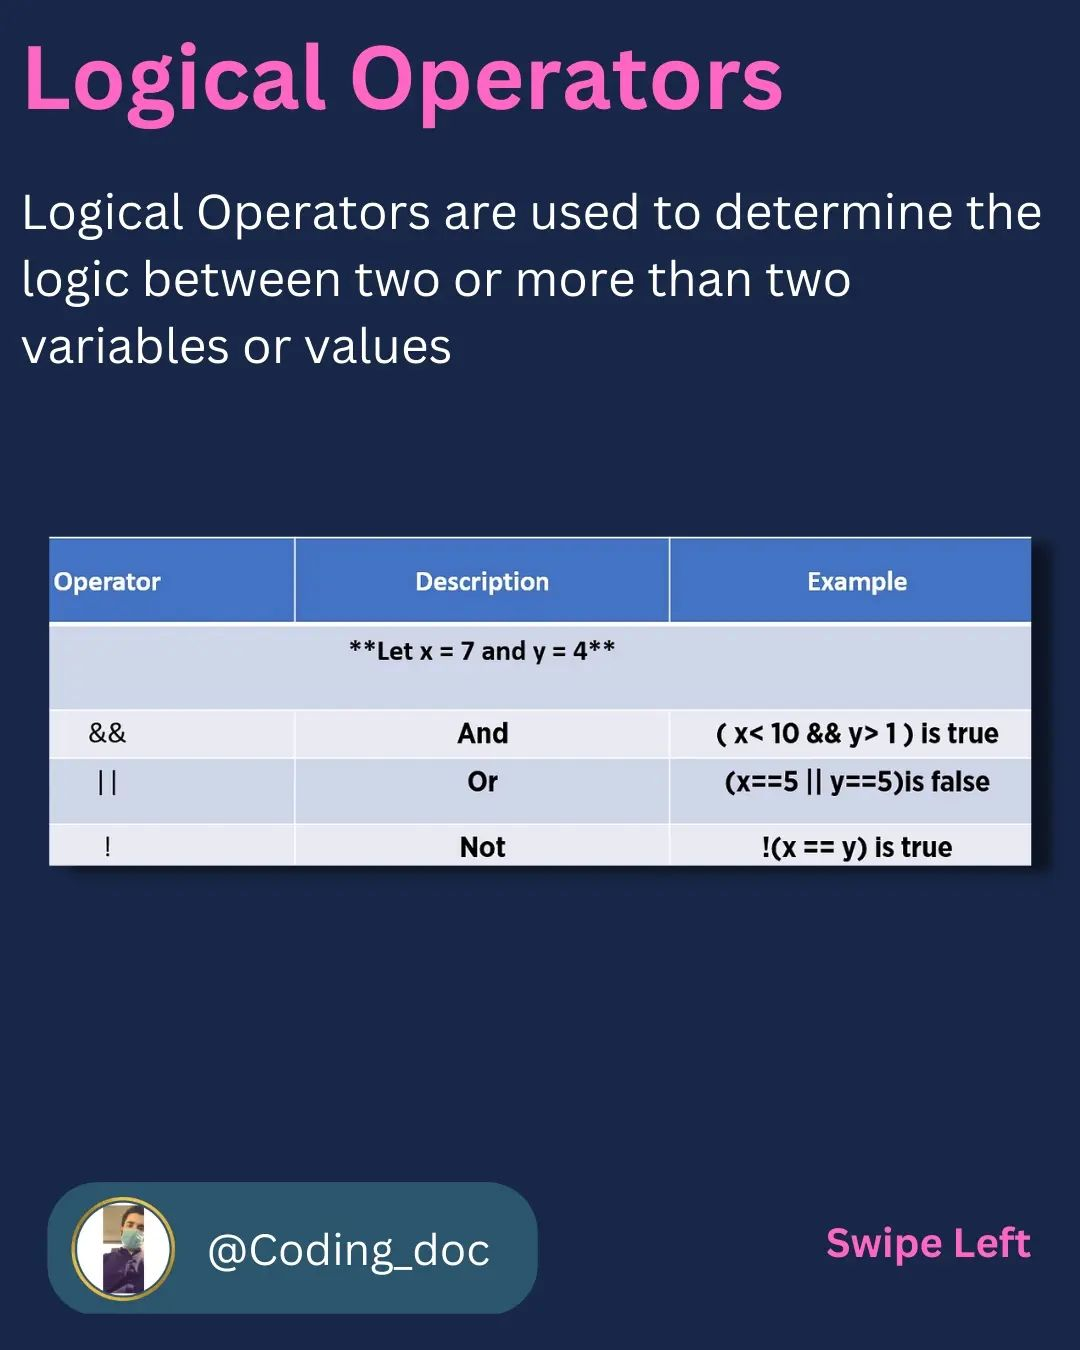 Logical Operators
Logical Operators are used to determine the
logic between two or more than two
variables or values
Operator Description Example
**Let x = 7 and y = 4**
&& And ( x< 10 && y> 1 ) is true
|| Or (x==5 || y==5)is false
! Not !(x == y) is true
@Coding_doc
Swipe Left